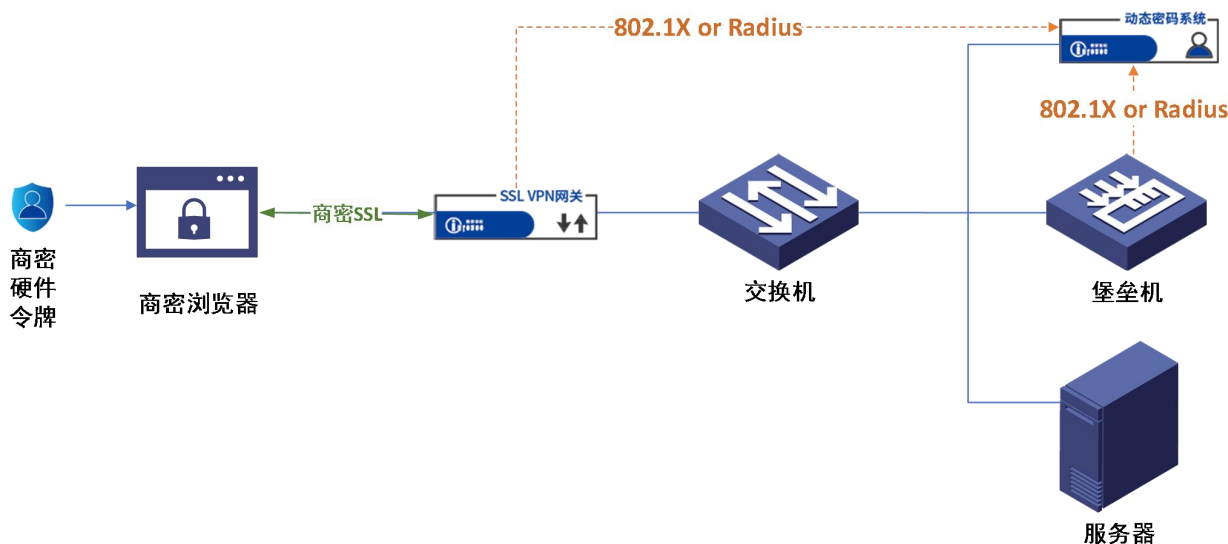 802.1X or Radius
动态密码系统
802.1X or Radius
SSL VPN网关
商密SSL
商密
硬件
令牌
商密浏览器
交换机
堡垒机
服务器